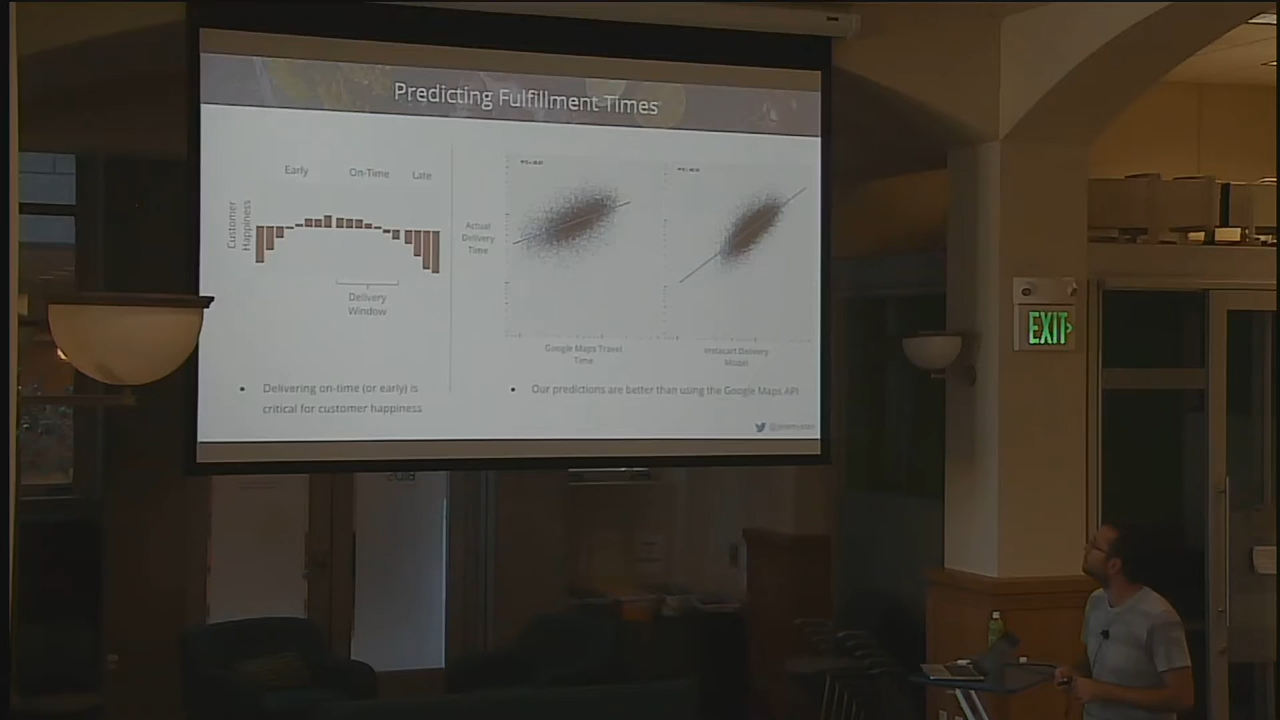 Predicting Fulfillment Times
Early
On-Time
Late
Customer
Happiness
Delivery
Window
Delivering on-time (or early) is
critical for customer happiness
Actual
Delivery
Time
Google Maps Travel
Time
Instacart Delivery
Model
Our predictions are better than using the Google Maps API
EXIT